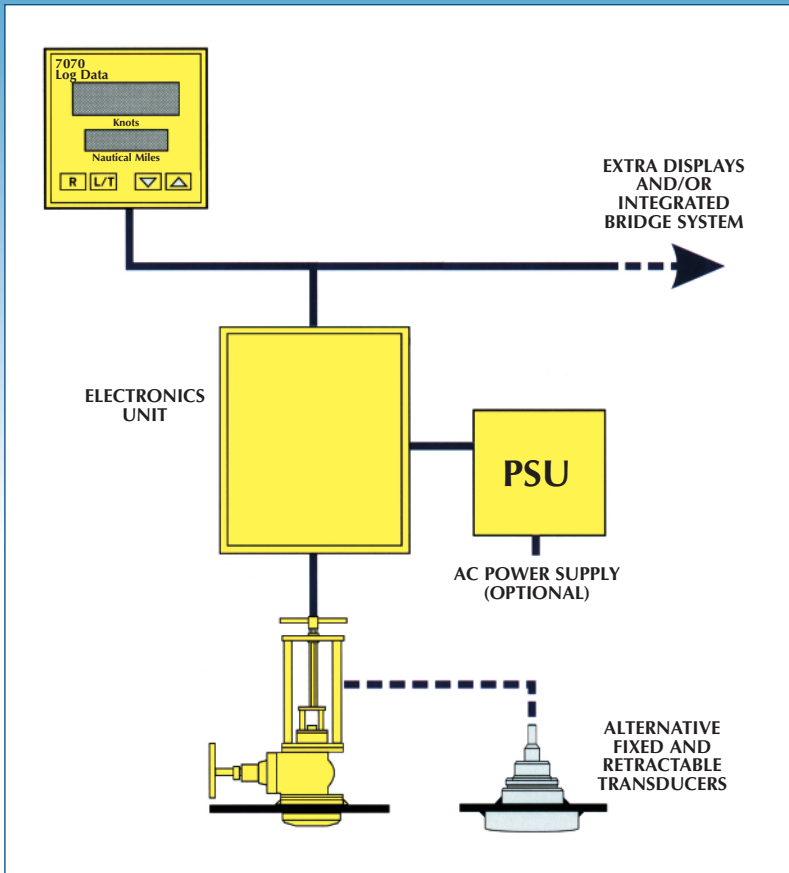 7070
Log Data
Knots
Nautical Miles
R L/T
EXTRA DISPLAYS
AND/OR
INTEGRATED
BRIDGE SYSTEM
ELECTRONICS
UNIT
PSU
AC POWER SUPPLY
(OPTIONAL)
ALTERNATIVE
FIXED AND
RETRACTABLE
TRANSDUCERS